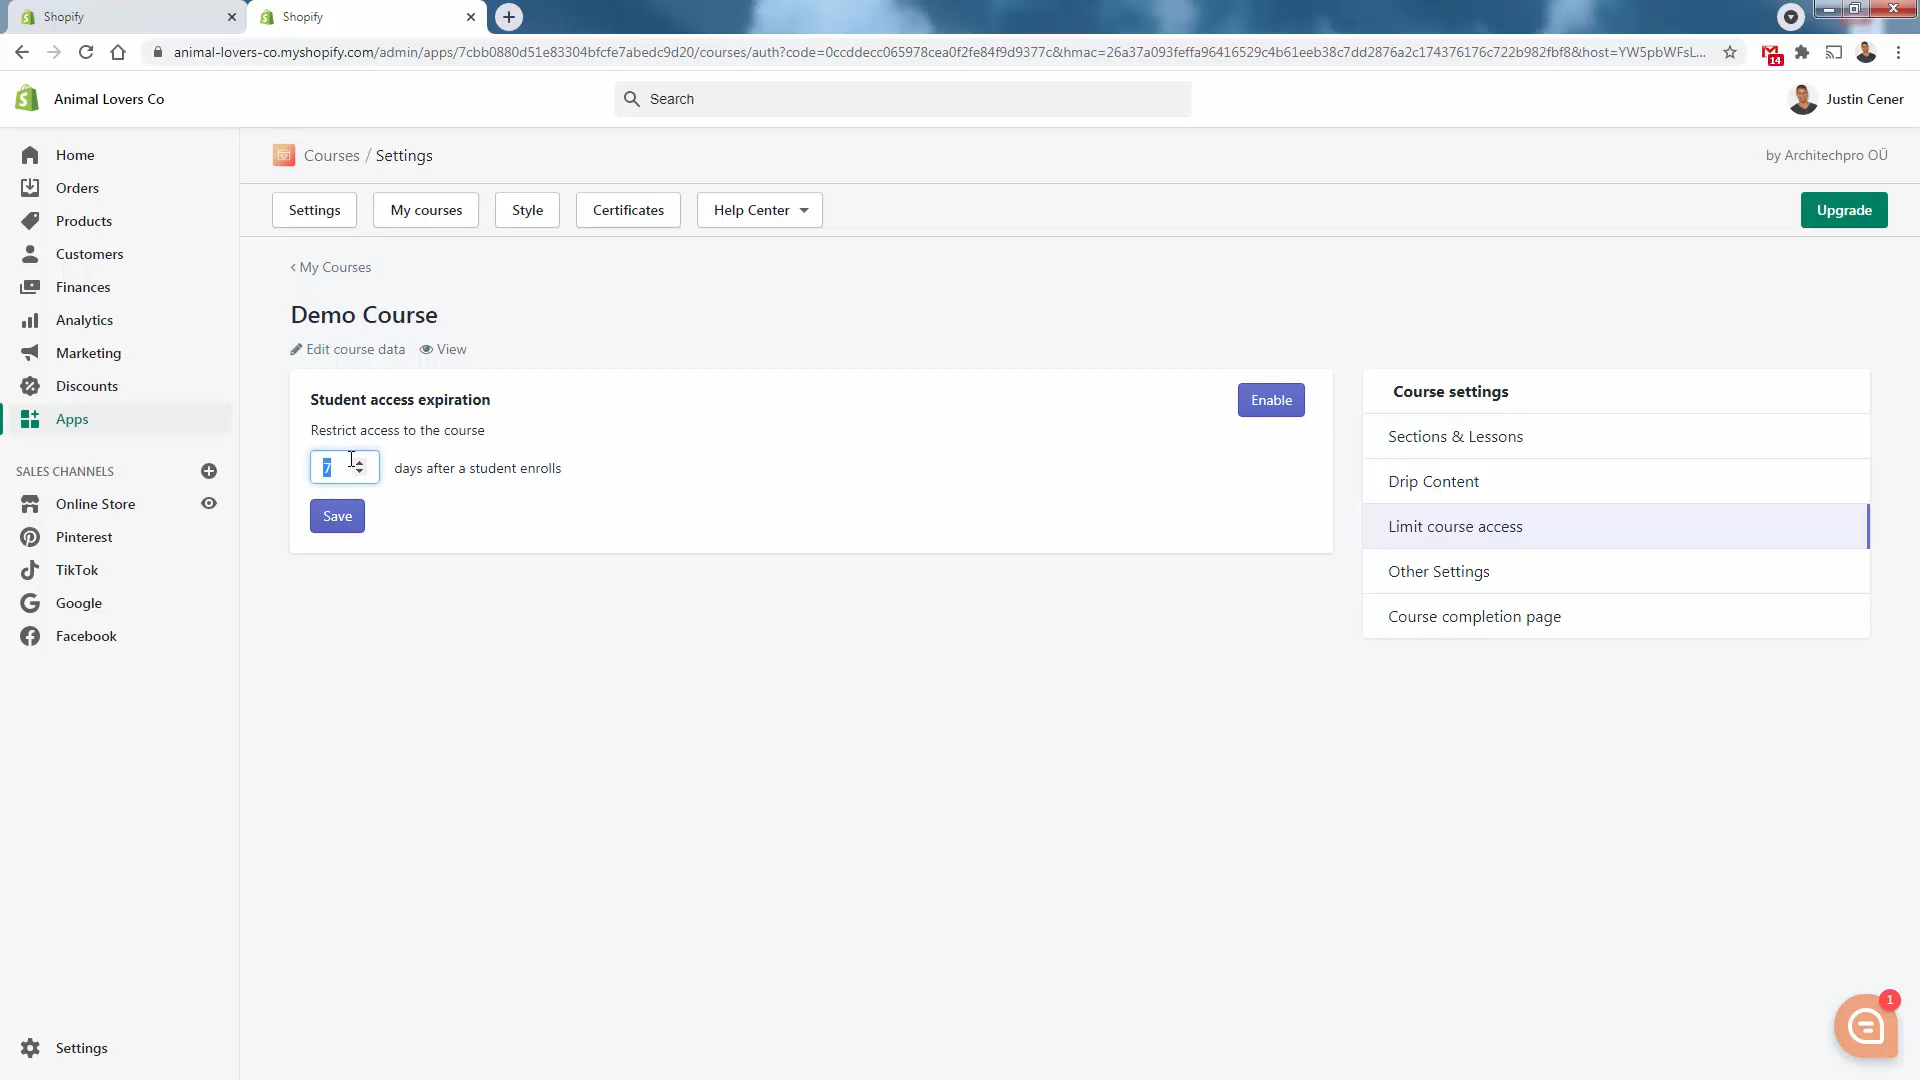 Shopify
Shopify
animal-lovers-co.myshopify.com/admin/apps/7cbb0880d51e83304bfcfe7abedc9d20/courses/auth?code=0ccddecc065978cea0f2fe84f9d9377c&hmac=26a37a093feffa96416529c4b61eeb38c7dd2876a2c174376176c722b982fbf8&host=YW5pbWFsL...
14
Animal Lovers Co
Search
Justin Cener
Home
Orders
Products
Customers
Finances
Analytics
Marketing
Discounts
Apps
SALES CHANNELS
Online Store
Pinterest
TikTok
Google
Facebook
Settings
Courses / Settings
by Architechpro OÜ
Settings
My courses
Style
Certificates
Help Center
Upgrade
‹ My Courses
Demo Course
Edit course data
View
Student access expiration
Enable
Restrict access to the course
7 days after a student enrolls
Save
Course settings
Sections & Lessons
Drip Content
Limit course access
Other Settings
Course completion page
1